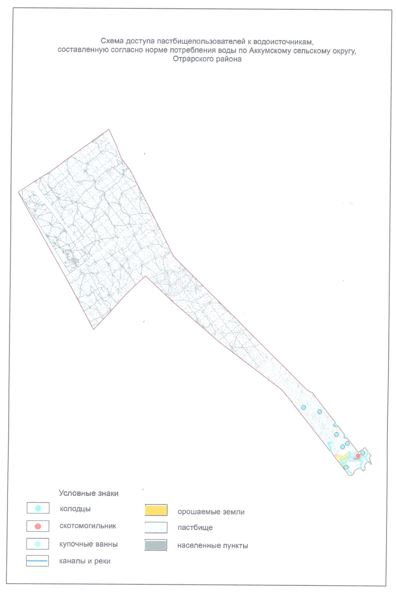 Схема доступа пастбищепользователей к водоисточникам,
составленную согласно норме потребления воды по Аккумскому сельскому округу,
Отрарского района
Условные знаки
колодцы
скотомогильник
купочные ванны
каналы и реки
орошаемые земли
пастбище
населенные пункты